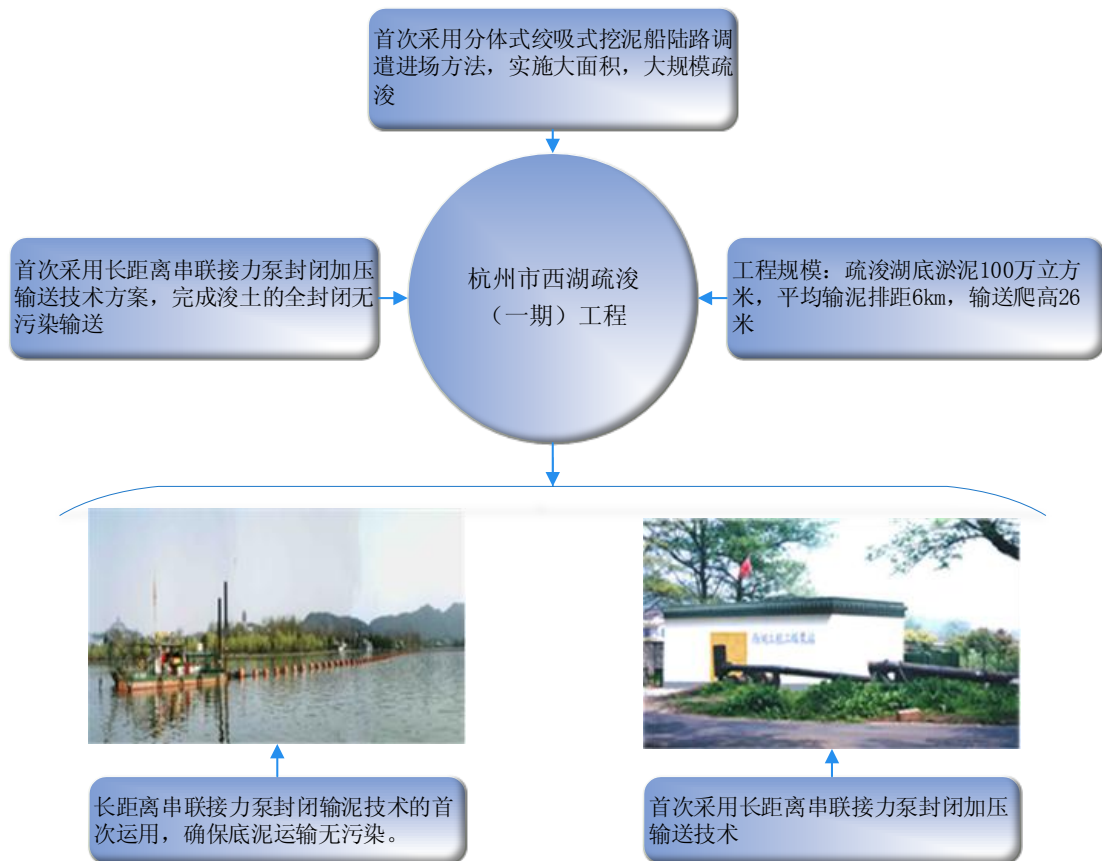 首次采用分体式绞吸式挖泥船陆路调
遣进场方法，实施大面积，大规模疏
浚
首次采用长距离串联接力泵封闭加压
输送技术方案，完成浚土的全封闭无
污染输送
杭州市西湖疏浚
（一期）工程
工程规模：疏浚湖底淤泥100万立方
米，平均输泥排距6km，输送爬高26
米
长距离串联接力泵封闭输泥技术的首
次运用，确保底泥运输无污染。
首次采用长距离串联接力泵封闭加压
输送技术